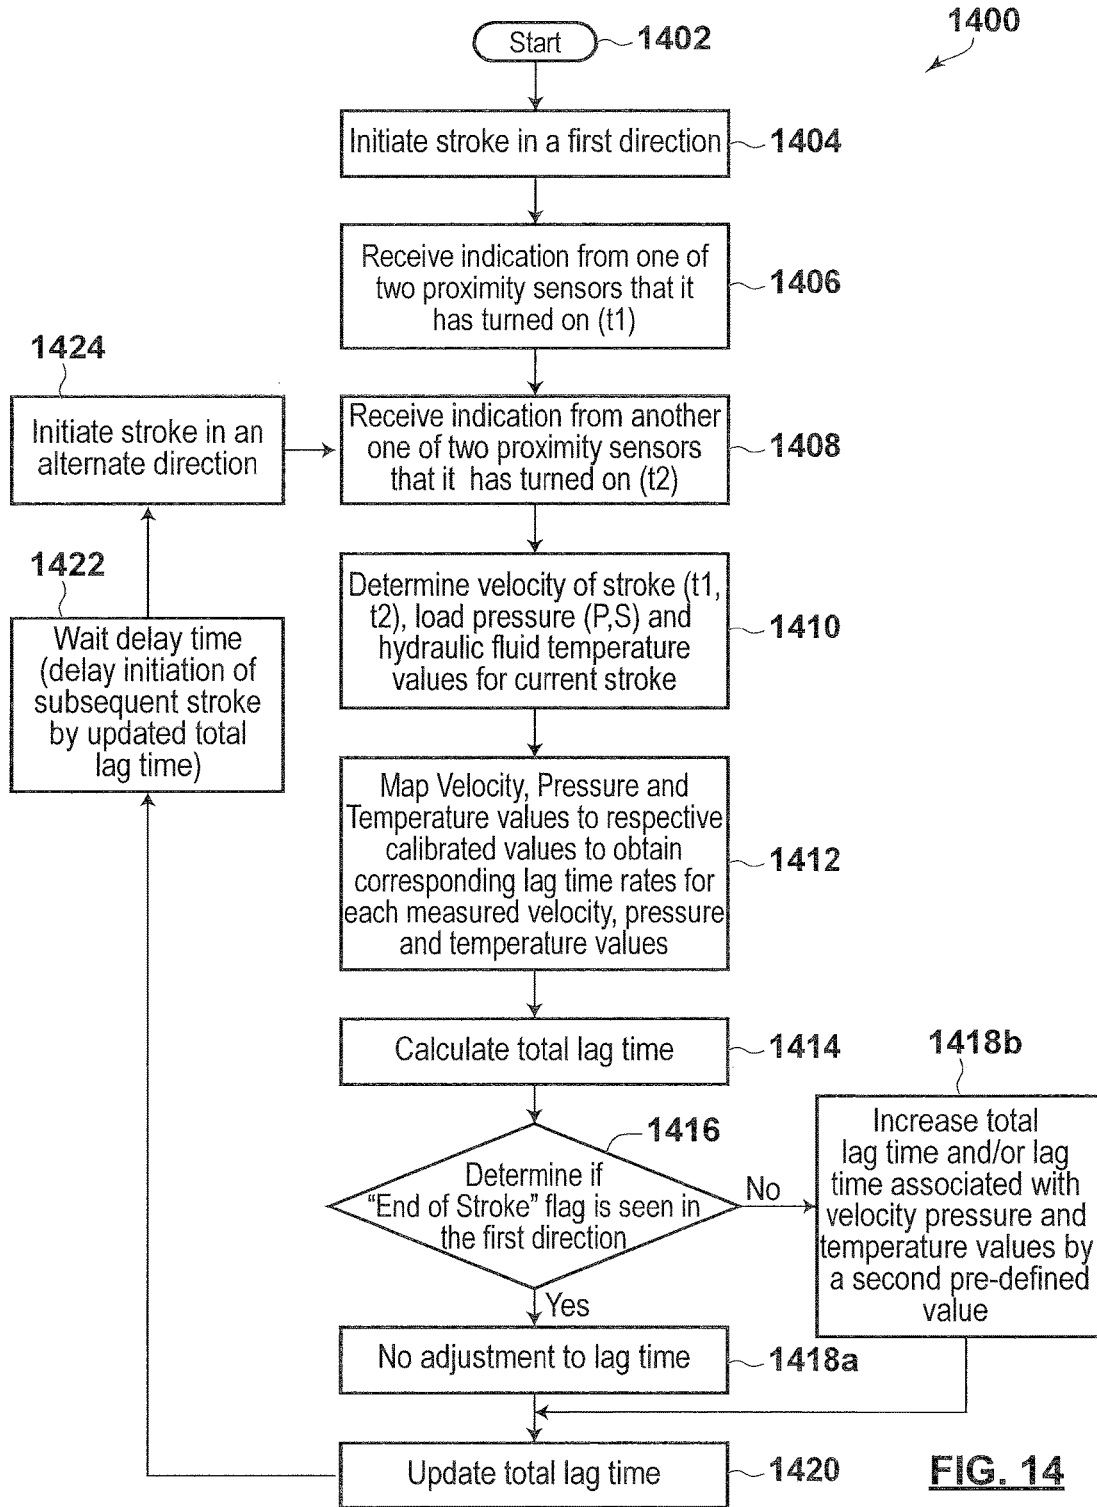 1400
Start
1402
Initiate stroke in a first direction
1404
Receive indication from one of
two proximity sensors that it
has turned on (t1)
1406
1424
Initiate stroke in an
alternate direction
Receive indication from another
one of two proximity sensors
that it has turned on (t2)
1408
1422
Wait delay time
(delay initiation of
subsequent stroke
by updated total
lag time)
Determine velocity of stroke (t1,
t2), load pressure (P,S) and
hydraulic fluid temperature
values for current stroke
1410
Map Velocity, Pressure and
Temperature values to respective
calibrated values to obtain
corresponding lag time rates for
each measured velocity, pressure
and temperature values
1412
Calculate total lag time
1414
1416
Determine if
“End of Stroke” flag is seen in
the first direction
No
1418b
Increase total
lag time and/or lag
time associated with
velocity pressure and
temperature values by
a second pre-defined
value
Yes
No adjustment to lag time
1418a
Update total lag time
1420
FIG. 14